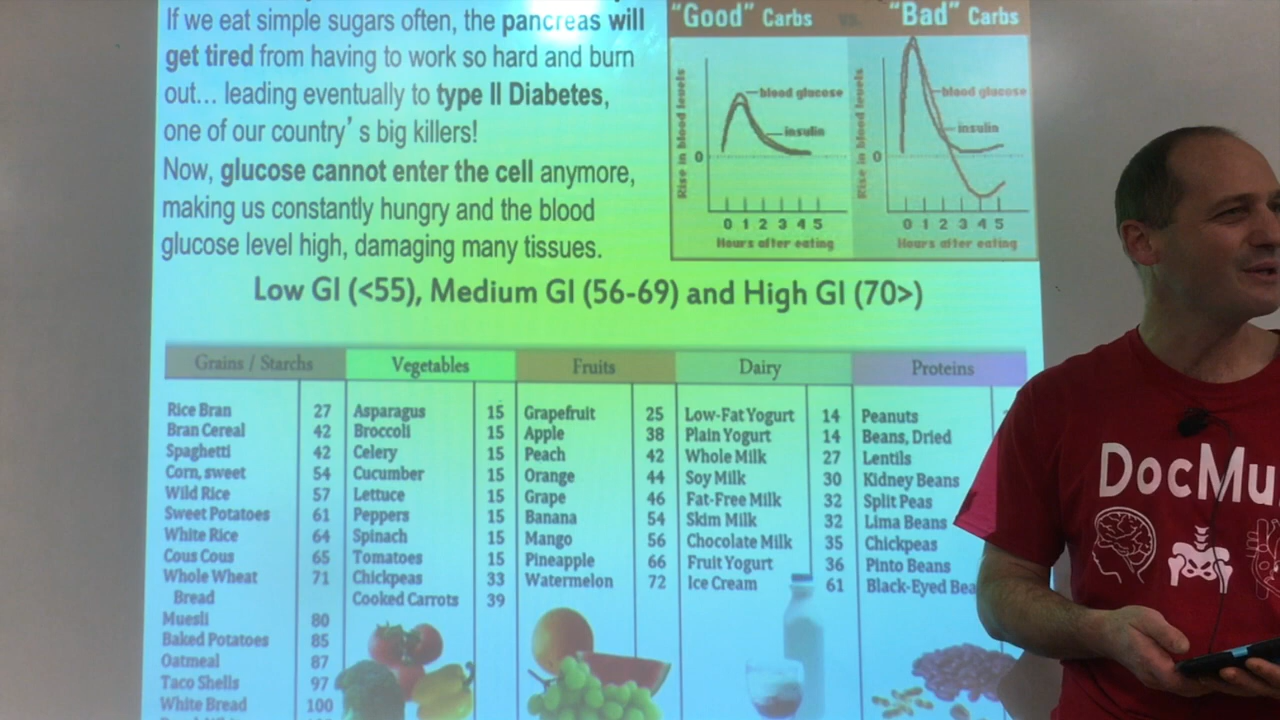 If we eat simple sugars often, the pancreas will
get tired from having to work so hard and burn
out... leading eventually to type II Diabetes,
one of our country's big killers!
Now, glucose cannot enter the cell anymore,
making us constantly hungry and the blood
glucose level high, damaging many tissues.
"Good" Carbs vs. "Bad" Carbs
Rise in blood levels
blood glucose
insulin
0
0 1 2 3 4 5
Hours after eating
Rise in blood levels
blood glucose
insulin
0
0 1 2 3 4 5
Hours after eating
Low GI (<55), Medium GI (56-69) and High GI (70>)
Grains / Starchs
Rice Bran 27
Bran Cereal 42
Spaghetti 42
Corn, sweet 54
Wild Rice 57
Sweet Potatoes 61
White Rice 64
Cous Cous 65
Whole Wheat 71
Bread
Muesli 80
Baked Potatoes 85
Oatmeal 87
Taco Shells 97
White Bread 100
Vegetables
Asparagus 15
Broccoli 15
Celery 15
Cucumber 15
Lettuce 15
Peppers 15
Spinach 15
Tomatoes 15
Chickpeas 33
Cooked Carrots 39
Fruits
Grapefruit 25
Apple 38
Peach 42
Orange 44
Grape 46
Banana 54
Mango 56
Pineapple 66
Watermelon 72
Dairy
Low-Fat Yogurt 14
Plain Yogurt 14
Whole Milk 27
Soy Milk 30
Fat-Free Milk 32
Skim Milk 32
Chocolate Milk 35
Fruit Yogurt 36
Ice Cream 61
Proteins
Peanuts
Beans, Dried
Lentils
Kidney Beans
Split Peas
Lima Beans
Chickpeas
Pinto Beans
Black-Eyed Bea
DocMu